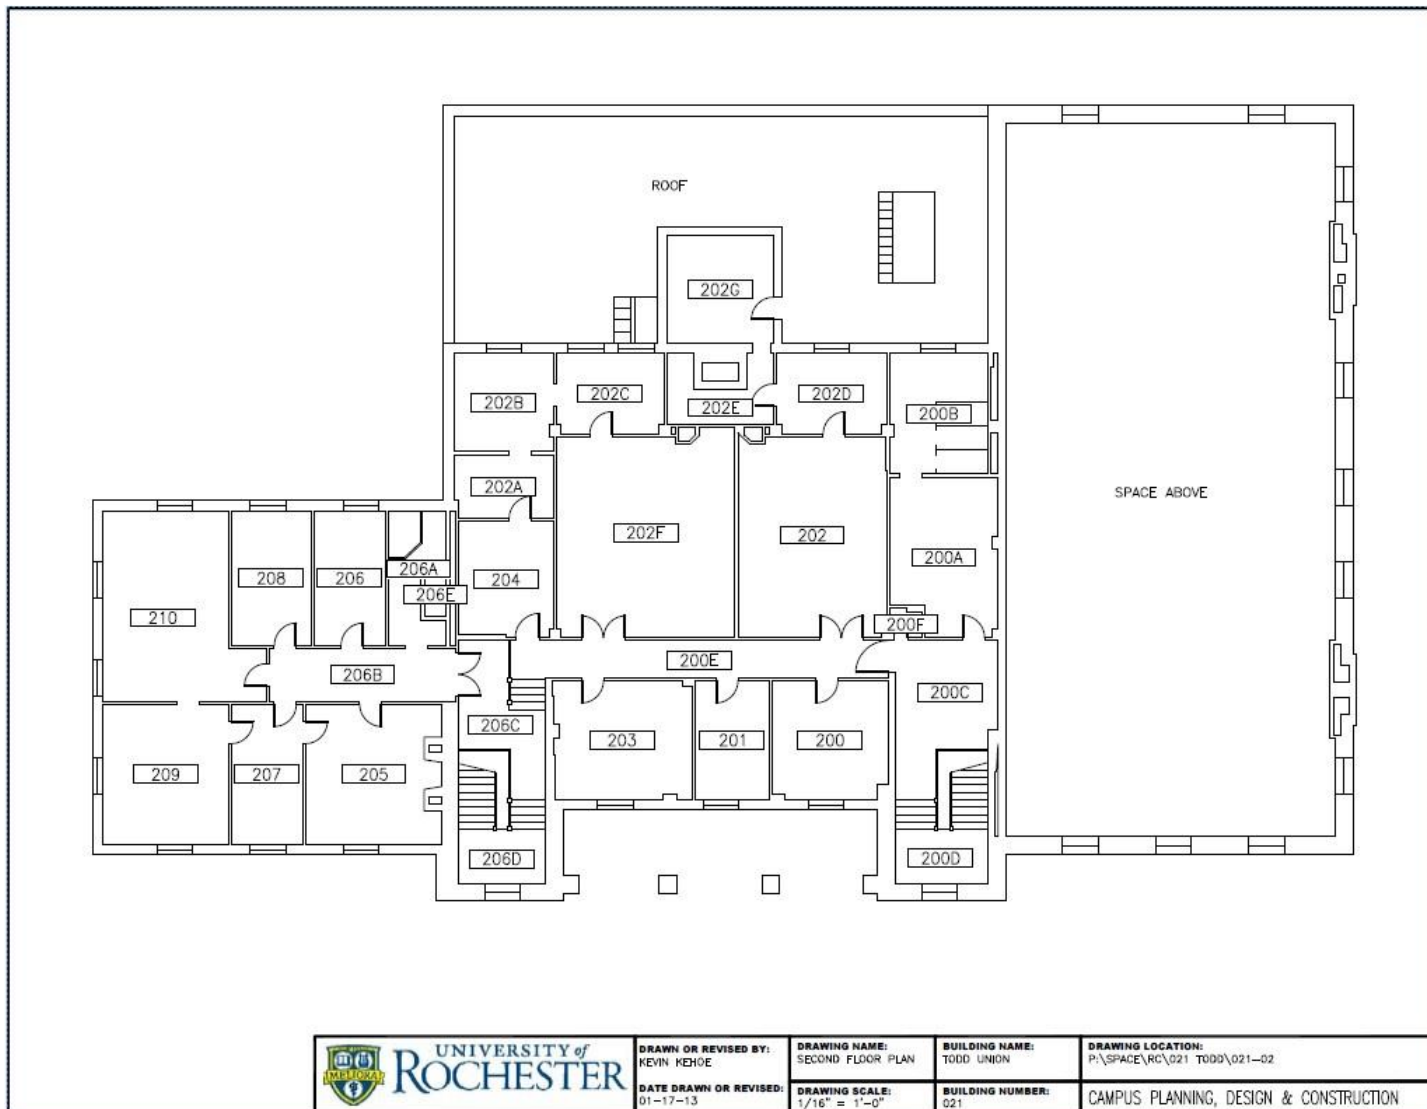 ROOF
202G
202B
202C
202E
202D
200B
202A
SPACE ABOVE
202F
202
200A
206A
208
206
204
206E
210
200F
200E
206B
200C
206C
203
201
200
209
207
205
206D
200D
UNIVERSITY of
ROCHESTER
MELIORA
DRAWN OR REVISED BY:
KEVIN KEHOE
DATE DRAWN OR REVISED:
01-17-13
DRAWING NAME:
SECOND FLOOR PLAN
DRAWING SCALE:
1/16" = 1'-0"
BUILDING NAME:
TODD UNION
BUILDING NUMBER:
021
DRAWING LOCATION:
P:\SPACE\RC\021 TODD\021-02
CAMPUS PLANNING, DESIGN & CONSTRUCTION